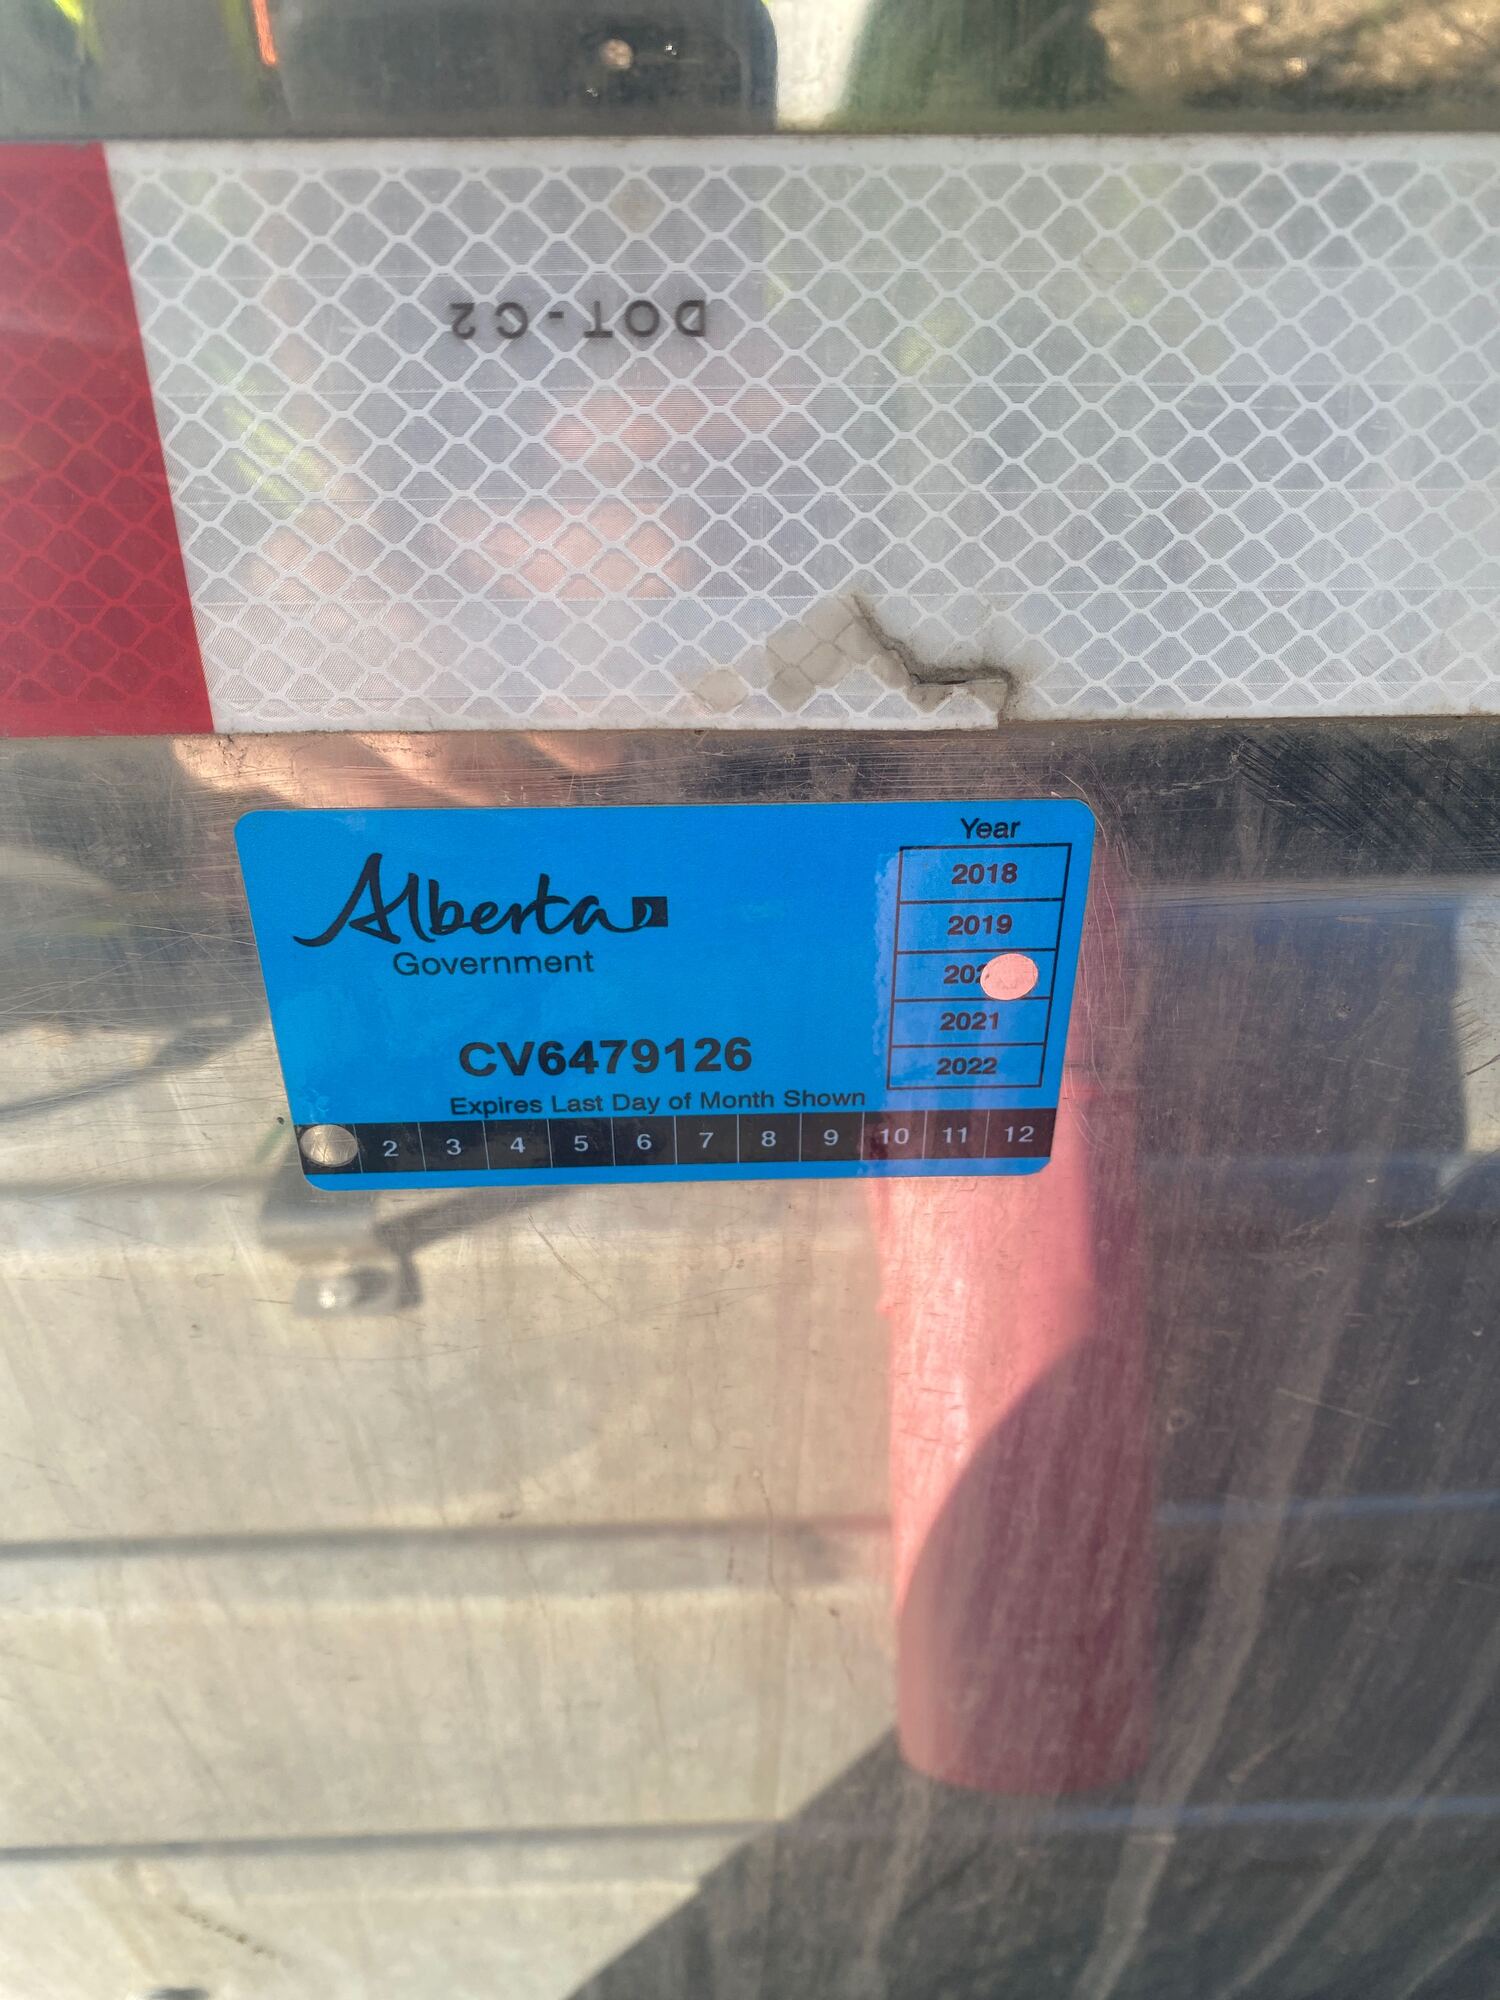 DOT-C2
Alberta
Government
CV6479126
Expires Last Day of Month Shown
Year
2018
2019
2021
2022
2 3 4 5 6 7 8 9 10 11 12